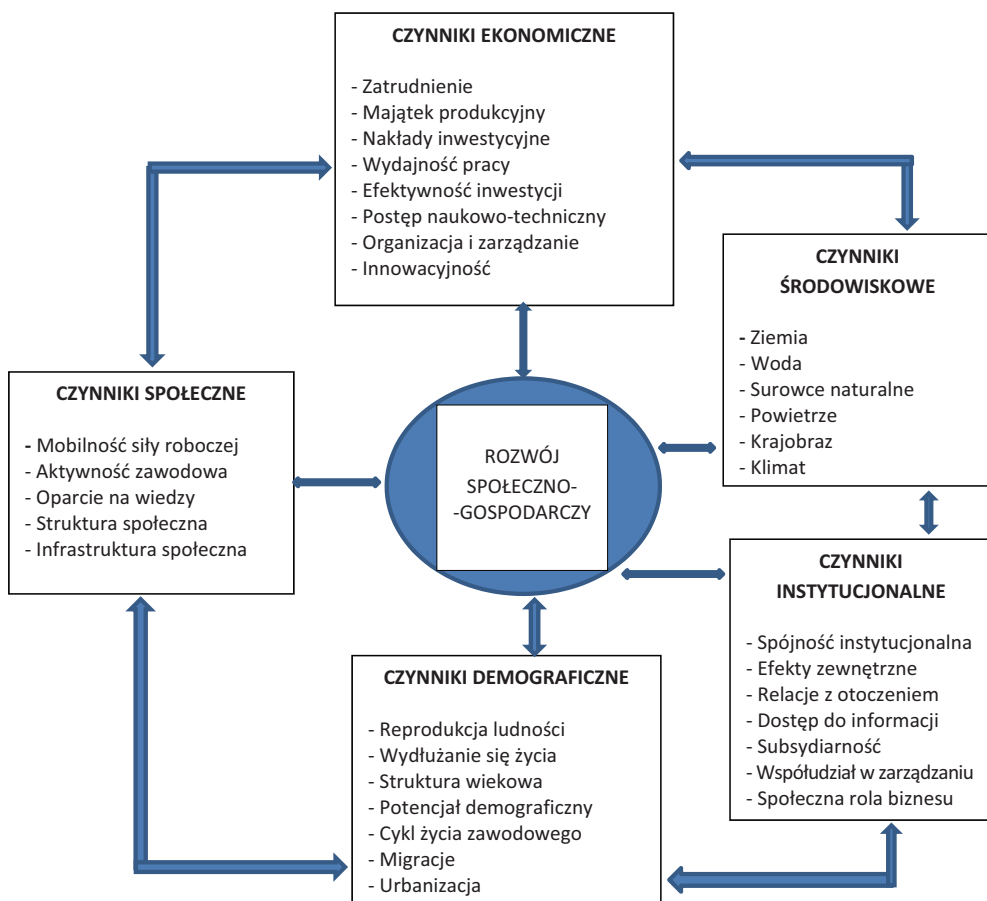 CZYNNIKI EKONOMICZNE
- Zatrudnienie
- Majątek produkcyjny
- Nakłady inwestycyjne
- Wydajność pracy
- Efektywność inwestycji
- Postęp naukowo-techniczny
- Organizacja i zarządzanie
- Innowacyjność
CZYNNIKI
ŚRODOWISKOWE
- Ziemia
- Woda
- Surowce naturalne
- Powietrze
- Krajobraz
- Klimat
CZYNNIKI SPOŁECZNE
- Mobilność siły roboczej
- Aktywność zawodowa
- Oparcie na wiedzy
- Struktura społeczna
- Infrastruktura społeczna
ROZWÓJ
SPOŁECZNO-
-GOSPODARCZY
CZYNNIKI
INSTYTUCJONALNE
- Spójność instytucjonalna
- Efekty zewnętrzne
- Relacje z otoczeniem
- Dostęp do informacji
- Subsydiarność
- Współudział w zarządzaniu
- Społeczna rola biznesu
CZYNNIKI DEMOGRAFICZNE
- Reprodukcja ludności
- Wydłużanie się życia
- Struktura wiekowa
- Potencjał demograficzny
- Cykl życia zawodowego
- Migracje
- Urbanizacja